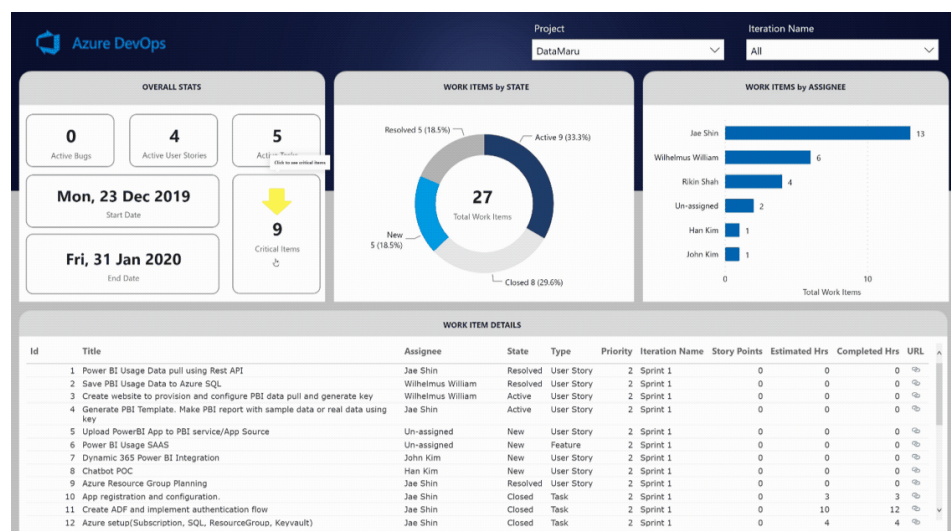 Azure DevOps
Project
DataMaru
Iteration Name
All
OVERALL STATS
0
Active Bugs
4
Active User Stories
5
Click to see critical items
Mon, 23 Dec 2019
Start Date
9
Critical Items
Fri, 31 Jan 2020
End Date
WORK ITEMS by STATE
Resolved 5 (18.5%)
Active 9 (33.3%)
27
Total Work Items
New
5 (18.5%)
Closed 8 (29.6%)
WORK ITEMS by ASSIGNEE
Jae Shin 13
Wilhelmus William 6
Rikin Shah 4
Un-assigned 2
Han Kim 1
John Kim 1
0 10
Total Work Items
WORK ITEM DETAILS
Id Title Assignee State Type Priority Iteration Name Story Points Estimated Hrs Completed Hrs URL
1 Power BI Usage Data pull using Rest API Jae Shin Resolved User Story 2 Sprint 1 0 0 0
2 Save PBI Usage Data to Azure SQL Wilhelmus William Resolved User Story 2 Sprint 1 0 0 0
3 Create website to provision and configure PBI data pull and generate key Wilhelmus William Active User Story 2 Sprint 1 0 0 0
4 Generate PBI Template. Make PBI report with sample data or real data using Jae Shin Active User Story 2 Sprint 1 0 0 0
key
5 Upload PowerBI App to PBI service/App Source Un-assigned New User Story 2 Sprint 1 0 0 0
6 Power BI Usage SAAS Un-assigned New Feature 2 Sprint 1 0 0 0
7 Dynamic 365 Power BI Integration John Kim New User Story 2 Sprint 1 0 0 0
8 Chatbot POC Han Kim New User Story 2 Sprint 1 0 0 0
9 Azure Resource Group Planning Jae Shin Resolved User Story 2 Sprint 1 0 0 0
10 App registration and configuration. Jae Shin Closed Task 2 Sprint 1 0 3 3
11 Create ADF and implement authentication flow Jae Shin Closed Task 2 Sprint 1 0 10 12
12 Azure setup(Subscription, SQL, ResourceGroup, Keyvault) Jae Shin Closed Task 2 Sprint 1 0 4 4